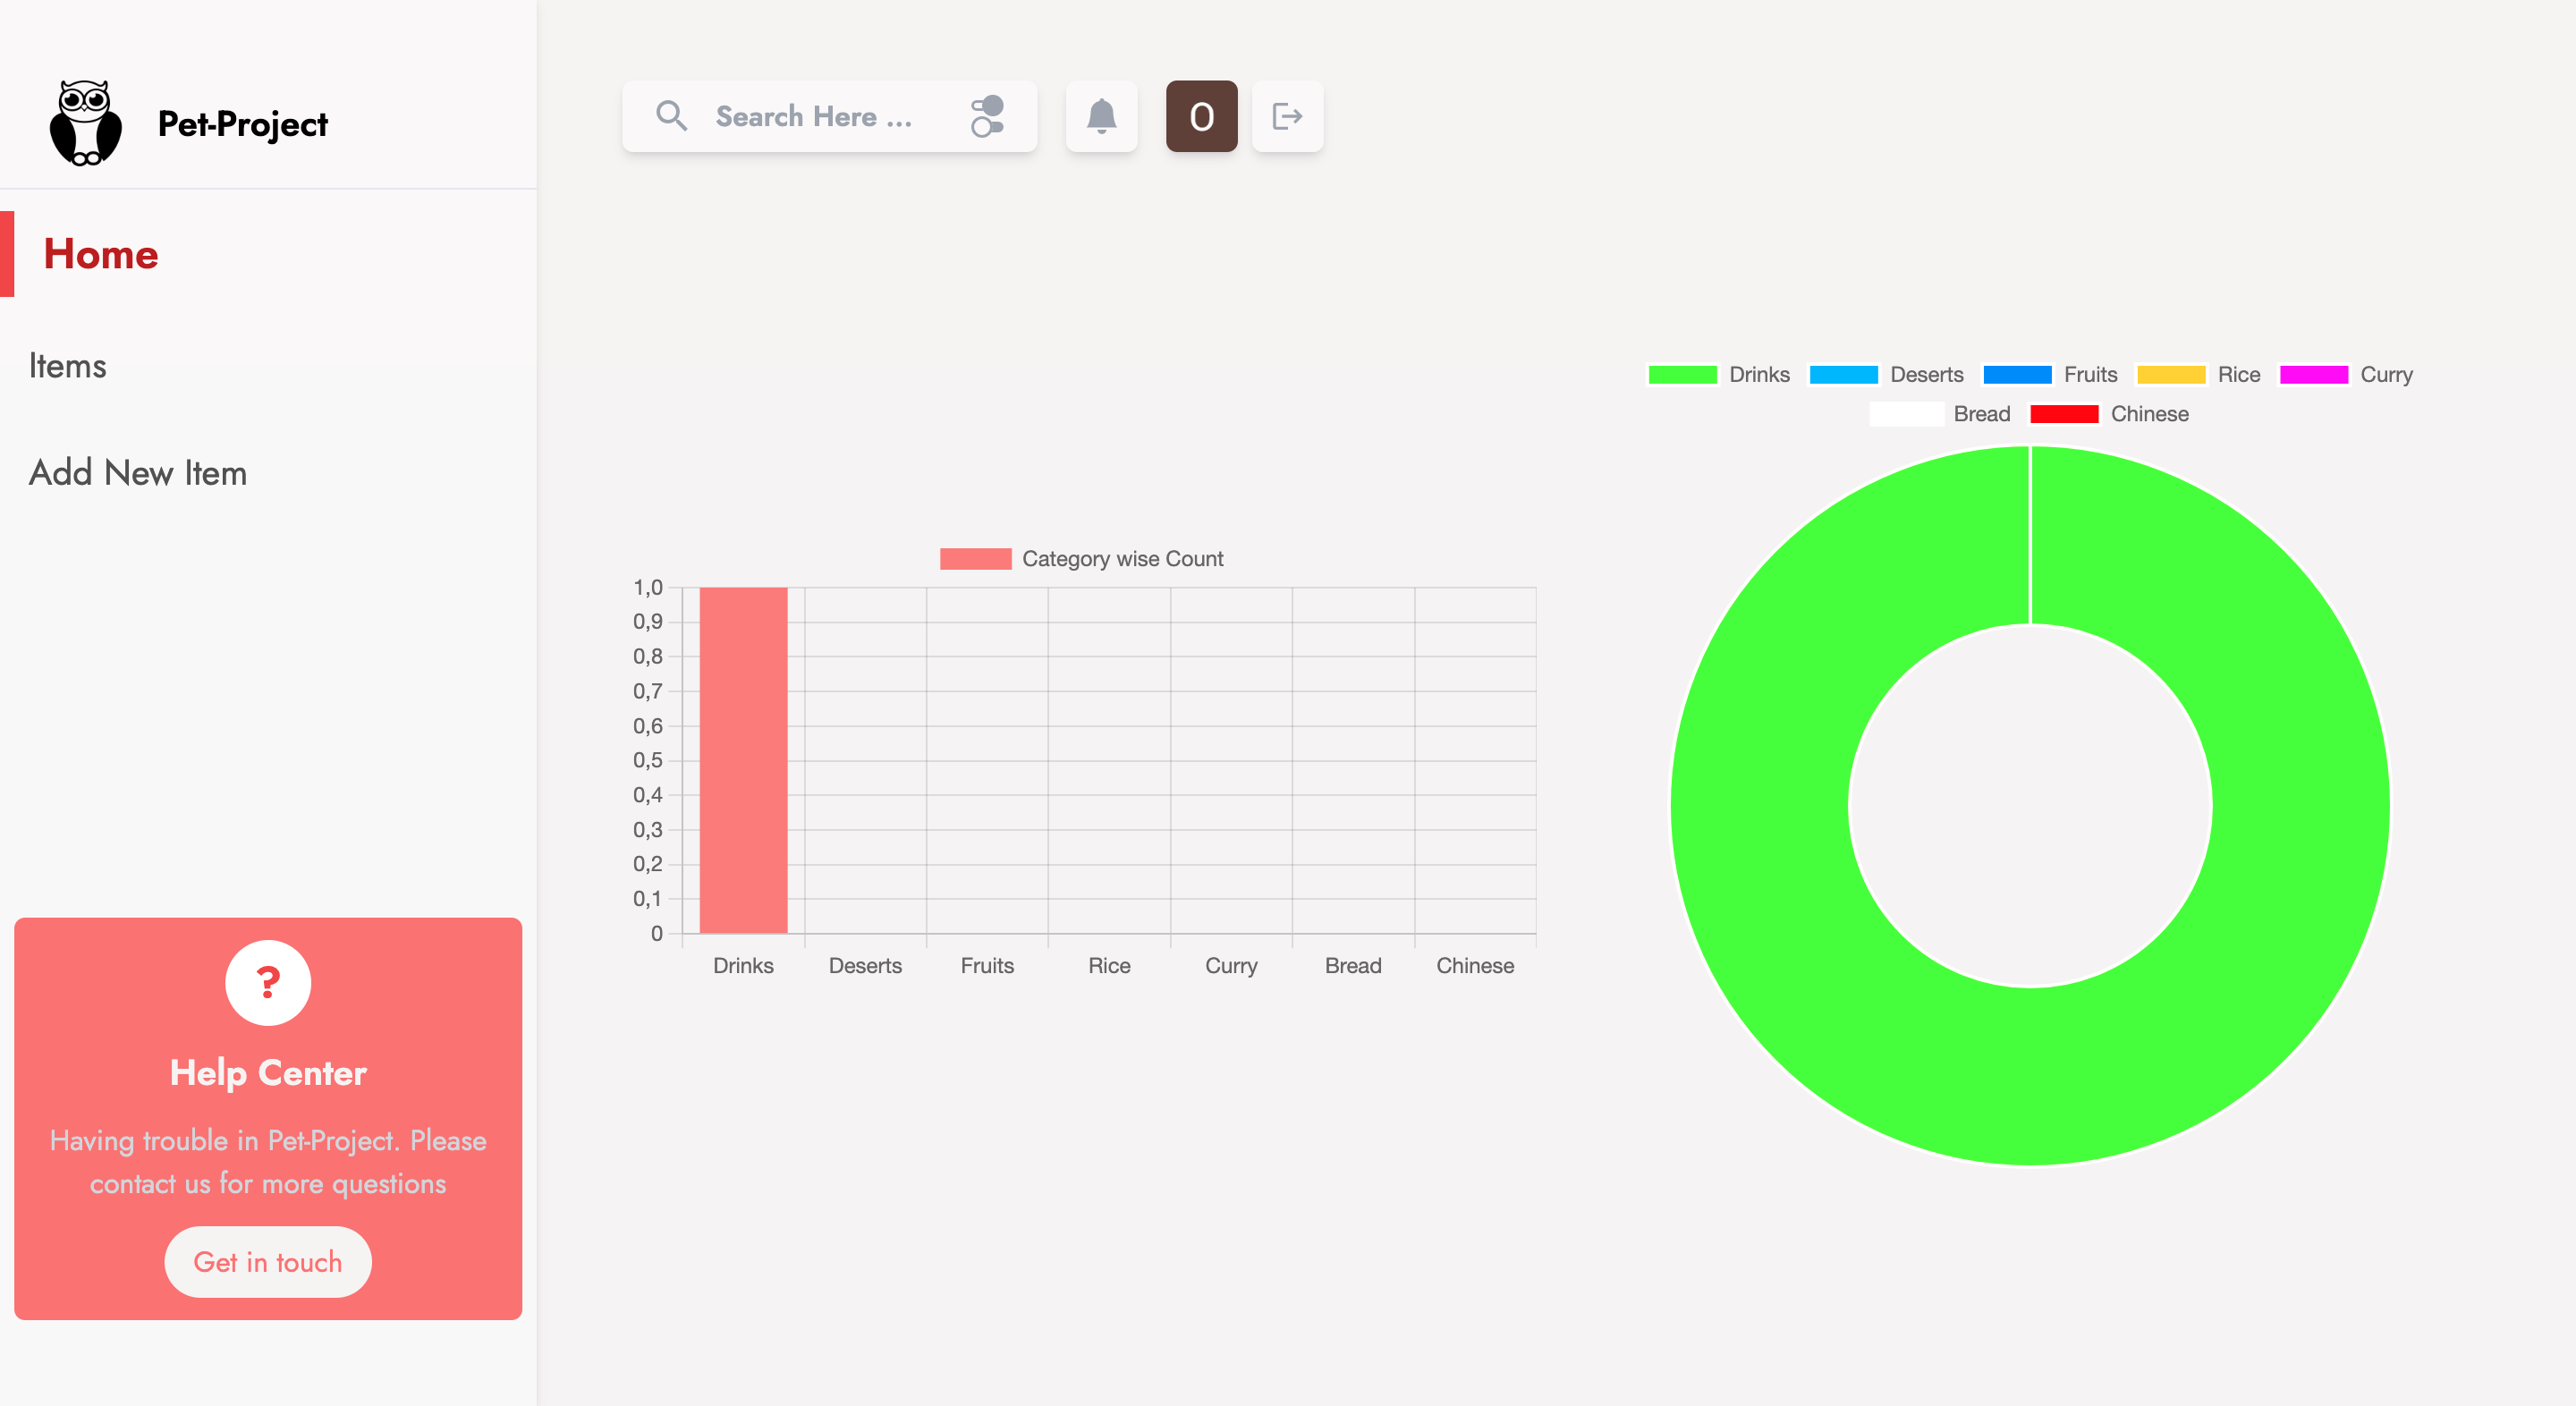 Pet-Project
Home
Items
Add New Item
?
Help Center
Having trouble in Pet-Project. Please
contact us for more questions
Get in touch
Search Here ...
O
Category wise Count
1,0
0,9
0,8
0,7
0,6
0,5
0,4
0,3
0,2
0,1
0
Drinks Deserts Fruits Rice Curry Bread Chinese
Drinks Deserts Fruits Rice Curry
Bread Chinese